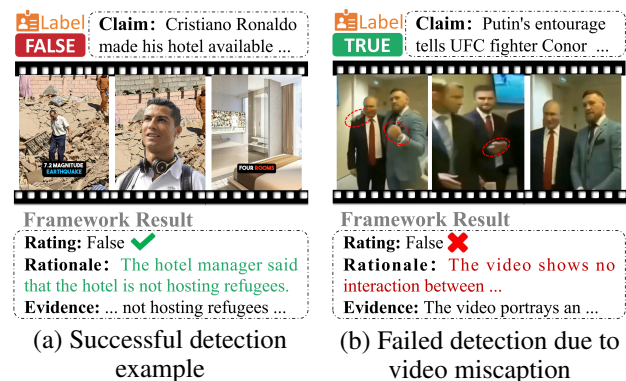 Label
FALSE
Claim: Cristiano Ronaldo
made his hotel available ...
7.2 MAGNITUDE
EARTHQUAKE
FOUR ROOMS
Framework Result
Rating: False
Rationale: The hotel manager said
that the hotel is not hosting refugees.
Evidence: ... not hosting refugees ...
(a) Successful detection
example
Label
TRUE
Claim: Putin's entourage
tells UFC fighter Conor ...
Framework Result
Rating: False
Rationale: The video shows no
interaction between ...
Evidence: The video portrays an ...
(b) Failed detection due to
video miscaption